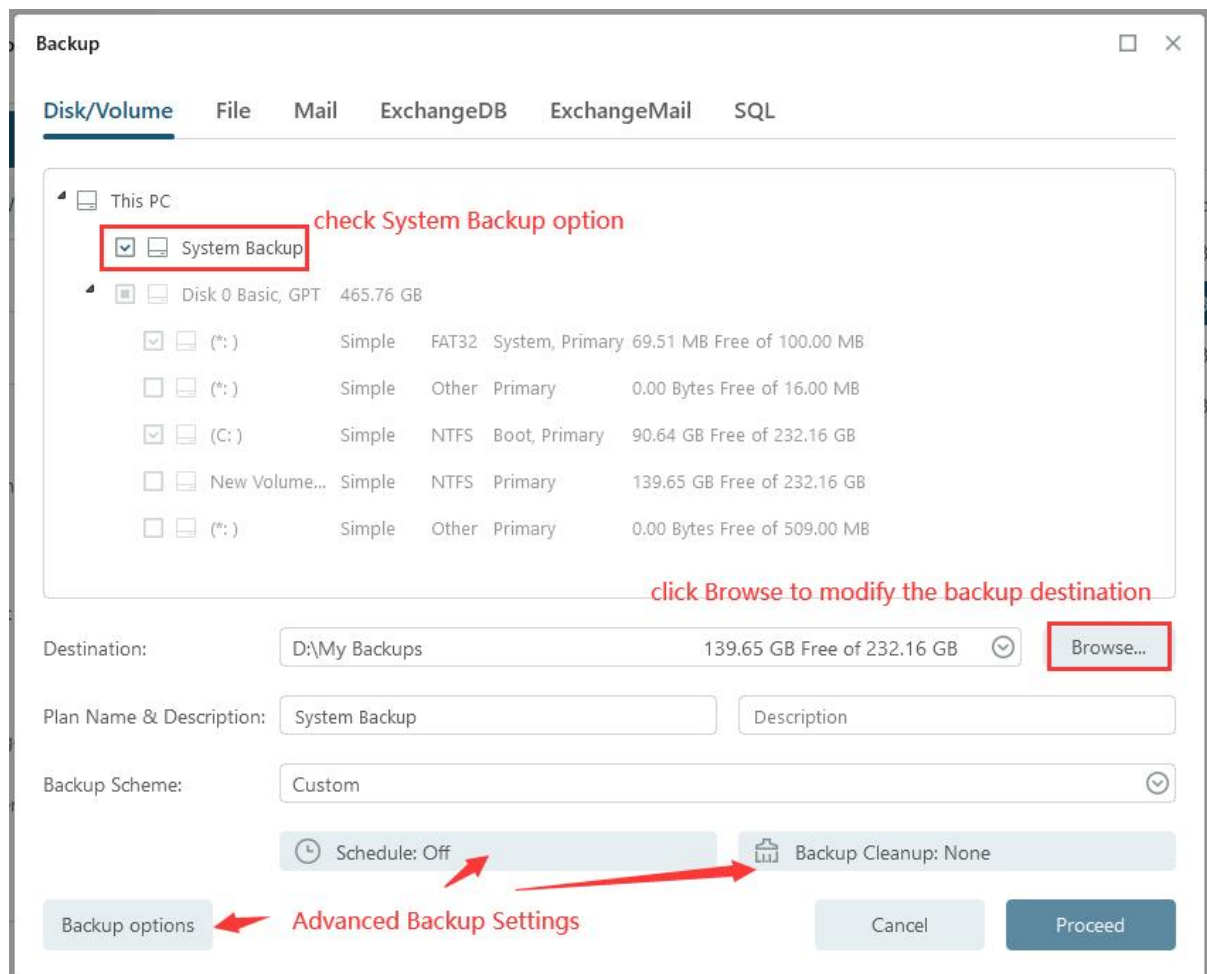 Backup
Disk/Volume File Mail ExchangeDB ExchangeMail SQL
This PC
check System Backup option
System Backup
Disk 0 Basic, GPT 465.76 GB
(*: ) Simple FAT32 System, Primary 69.51 MB Free of 100.00 MB
(*: ) Simple Other Primary 0.00 Bytes Free of 16.00 MB
(C: ) Simple NTFS Boot, Primary 90.64 GB Free of 232.16 GB
New Volume... Simple NTFS Primary 139.65 GB Free of 232.16 GB
(*: ) Simple Other Primary 0.00 Bytes Free of 509.00 MB
click Browse to modify the backup destination
Destination: D:\My Backups 139.65 GB Free of 232.16 GB Browse...
Plan Name & Description: System Backup Description
Backup Scheme: Custom
Schedule: Off Backup Cleanup: None
Backup options Advanced Backup Settings Cancel Proceed